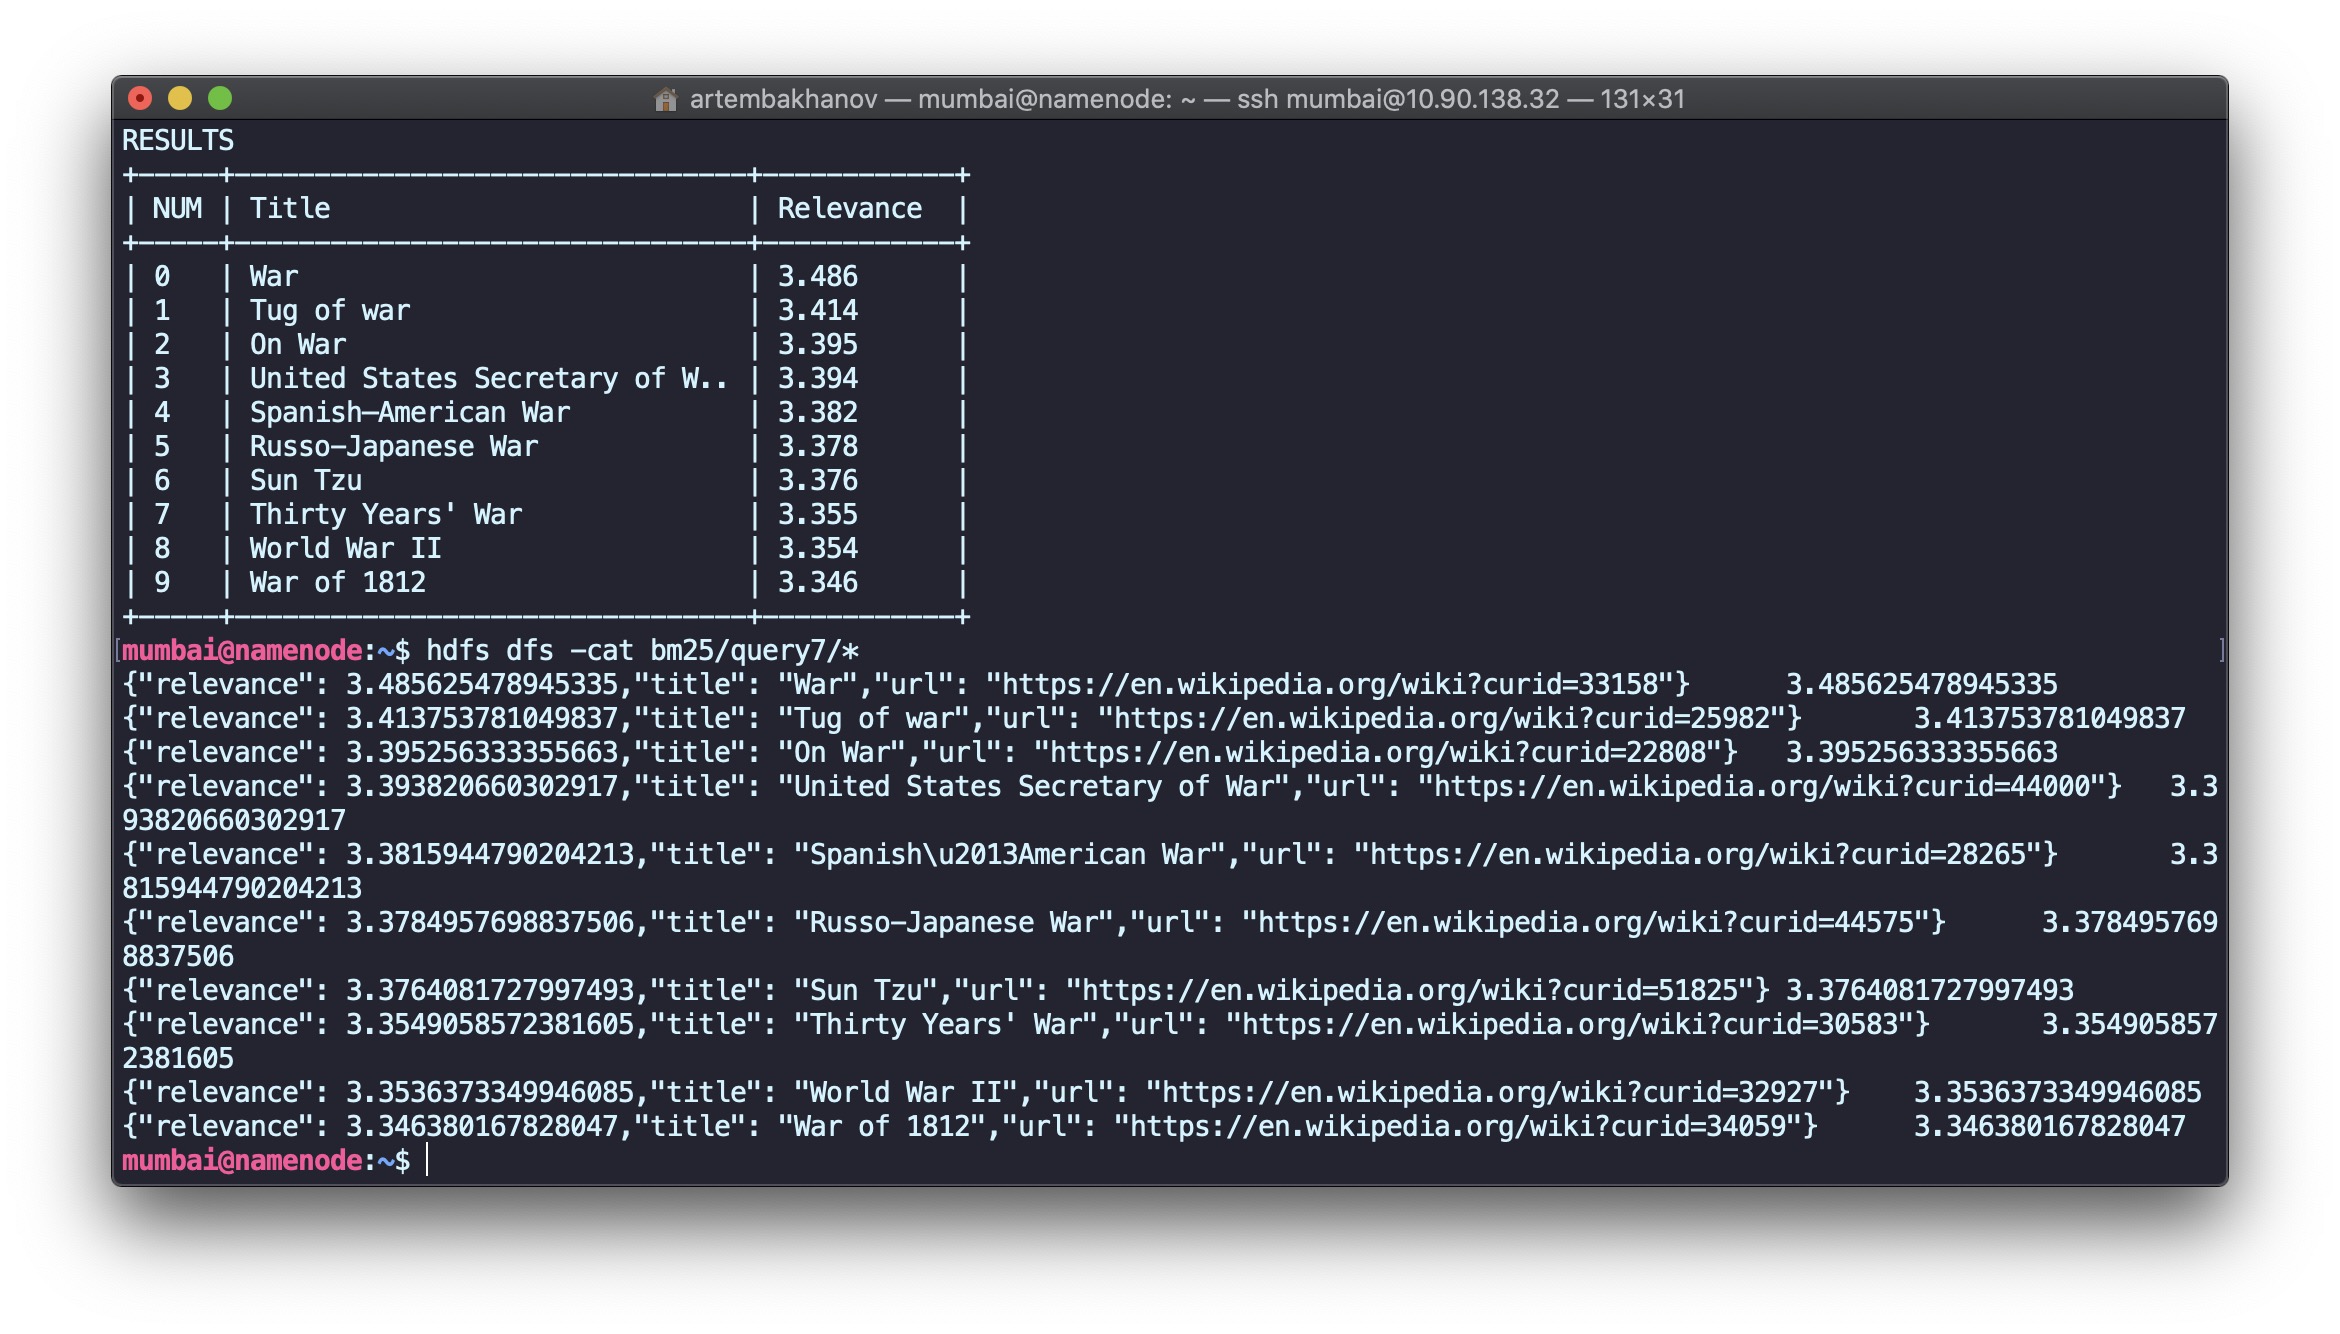 artembakhanov — mumbai@namenode: ~ — ssh mumbai@10.90.138.32 — 131×31
RESULTS
+-----+--------------------------------+------------+
| NUM | Title                          | Relevance  |
+-----+--------------------------------+------------+
| 0   | War                            | 3.486      |
| 1   | Tug of war                     | 3.414      |
| 2   | On War                         | 3.395      |
| 3   | United States Secretary of W.. | 3.394      |
| 4   | Spanish–American War           | 3.382      |
| 5   | Russo-Japanese War             | 3.378      |
| 6   | Sun Tzu                        | 3.376      |
| 7   | Thirty Years' War              | 3.355      |
| 8   | World War II                   | 3.354      |
| 9   | War of 1812                    | 3.346      |
+-----+--------------------------------+------------+
[mumbai@namenode:~$ hdfs dfs -cat bm25/query7/* ]
{"relevance": 3.485625478945335,"title": "War","url": "https://en.wikipedia.org/wiki?curid=33158"}      3.485625478945335
{"relevance": 3.413753781049837,"title": "Tug of war","url": "https://en.wikipedia.org/wiki?curid=25982"}       3.413753781049837
{"relevance": 3.395256333355663,"title": "On War","url": "https://en.wikipedia.org/wiki?curid=22808"}   3.395256333355663
{"relevance": 3.393820660302917,"title": "United States Secretary of War","url": "https://en.wikipedia.org/wiki?curid=44000"}   3.3
93820660302917
{"relevance": 3.3815944790204213,"title": "Spanish\u2013American War","url": "https://en.wikipedia.org/wiki?curid=28265"}       3.3
815944790204213
{"relevance": 3.3784957698837506,"title": "Russo-Japanese War","url": "https://en.wikipedia.org/wiki?curid=44575"}      3.378495769
8837506
{"relevance": 3.3764081727997493,"title": "Sun Tzu","url": "https://en.wikipedia.org/wiki?curid=51825"} 3.3764081727997493
{"relevance": 3.3549058572381605,"title": "Thirty Years' War","url": "https://en.wikipedia.org/wiki?curid=30583"}       3.354905857
2381605
{"relevance": 3.3536373349946085,"title": "World War II","url": "https://en.wikipedia.org/wiki?curid=32927"}    3.3536373349946085
{"relevance": 3.346380167828047,"title": "War of 1812","url": "https://en.wikipedia.org/wiki?curid=34059"}      3.346380167828047
mumbai@namenode:~$